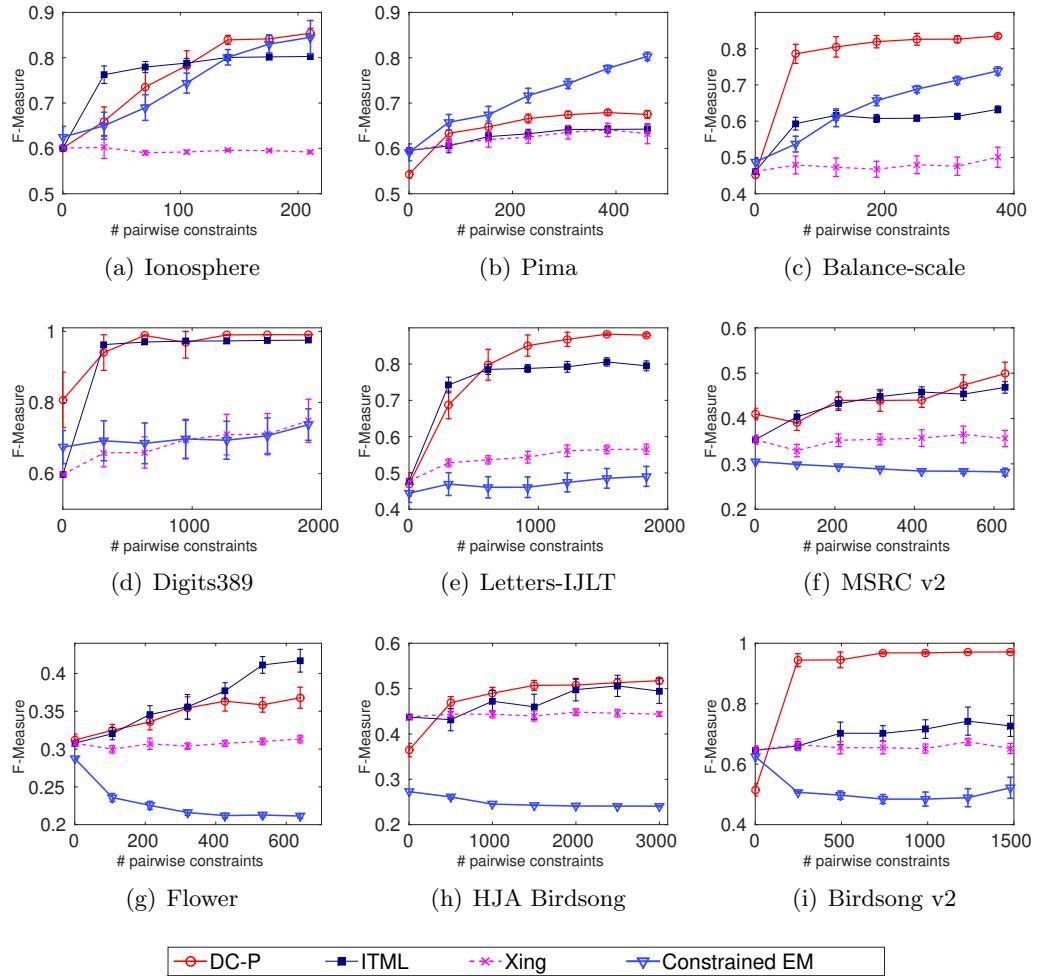 0.9
0.8
0.7
0.6
0.5
F-Measure
0 100 200
# pairwise constraints
(a) Ionosphere
0.9
0.8
0.7
0.6
0.5
F-Measure
0 200 400
# pairwise constraints
(b) Pima
0.9
0.8
0.7
0.6
0.5
0.4
F-Measure
0 200 400
# pairwise constraints
(c) Balance-scale
1
0.8
0.6
F-Measure
0 1000 2000
# pairwise constraints
(d) Digits389
0.9
0.8
0.7
0.6
0.5
0.4
F-Measure
0 1000 2000
# pairwise constraints
(e) Letters-IJLT
0.6
0.5
0.4
0.3
0.2
F-Measure
0 200 400 600
# pairwise constraints
(f) MSRC v2
0.4
0.35
0.3
0.25
0.2
F-Measure
0 200 400 600
# pairwise constraints
(g) Flower
0.6
0.5
0.4
0.3
0.2
F-Measure
0 1000 2000 3000
# pairwise constraints
(h) HJA Birdsong
1
0.8
0.6
0.4
F-Measure
0 500 1000 1500
# pairwise constraints
(i) Birdsong v2
DC-P ITML Xing Constrained EM